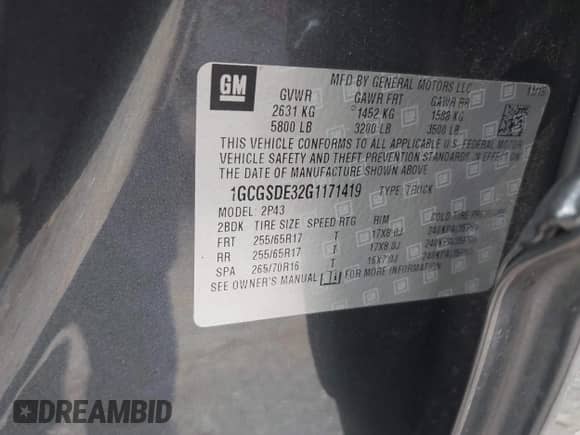 GM
MFD BY GENERAL MOTORS LLC
GVWR GAWR FRT GAWR RR
2631 KG 1452 KG 1588 KG
5800 LB 3200 LB 3500 LB
THIS VEHICLE CONFORMS TO ALL APPLICABLE U.S. FEDERAL MOTOR
VEHICLE SAFETY AND THEFT PREVENTION STANDARDS IN EFFECT ON
THE DATE OF MANUFACTURE SHOWN ABOVE.
1GCGSDE32G1171419 TYPE: TRUCK
MODEL: 2P43
2BDK TIRE SIZE SPEED RTG RIM
FRT 255/65R17 T 17X8.0J
RR 255/65R17 T 17X8.0J
SPA 265/70R16 T 16X7.0J
SEE OWNER'S MANUAL FOR MORE INFORMATION.
DREAMBID